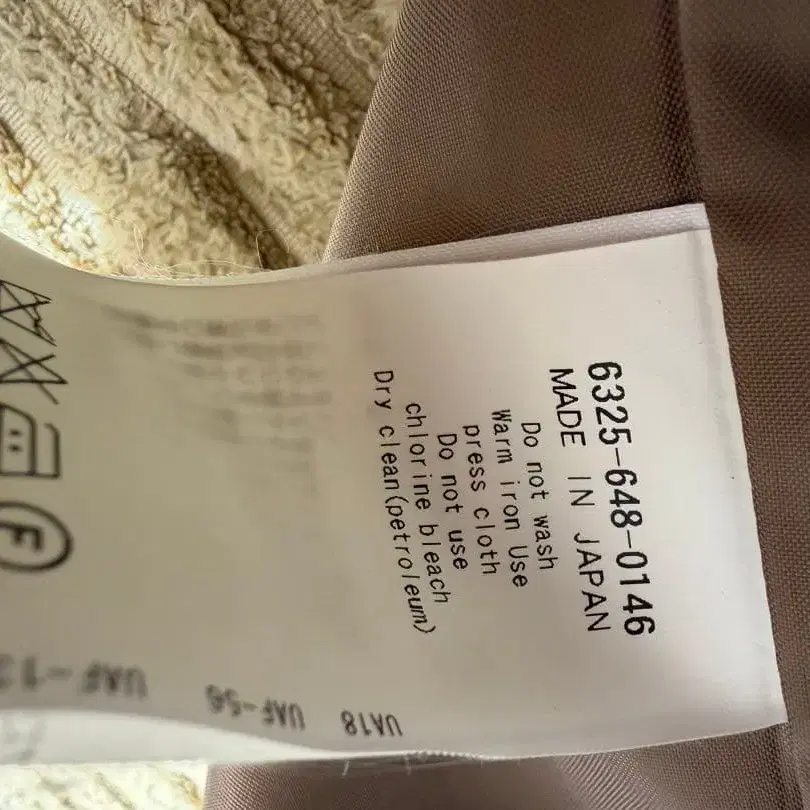 6325-648-0146
MADE IN JAPAN
Do not wash
Warm iron Use
press cloth
Do not use
chlorine bleach
Dry clean(petroleum)
F
UA18
UAF-56